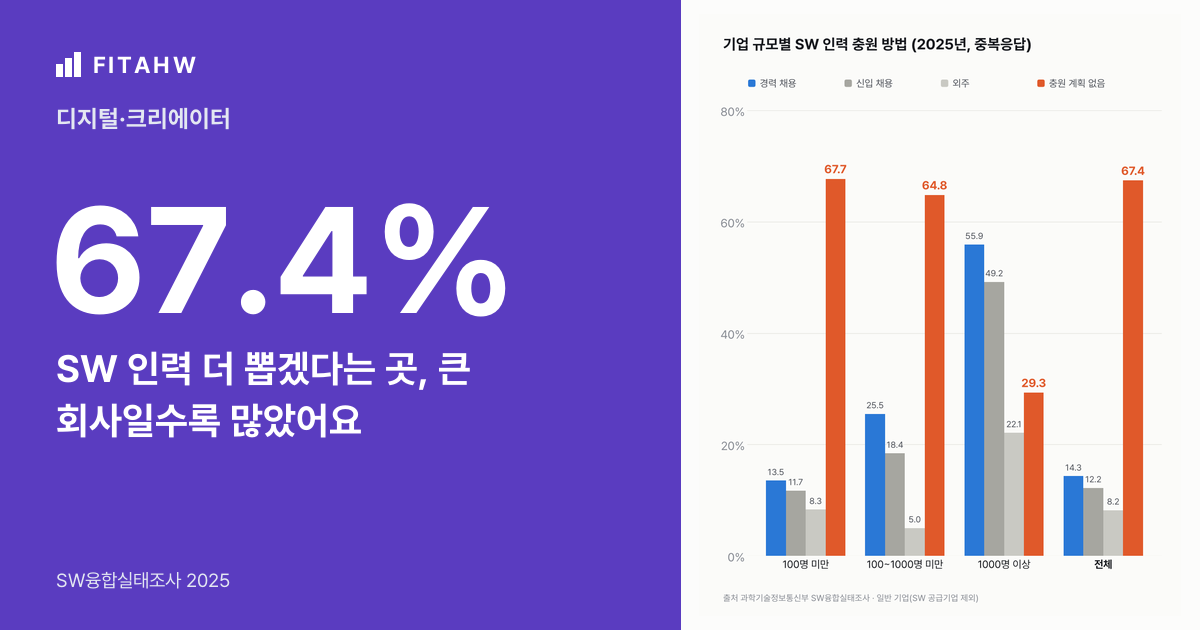 FITAHW
디지털·크리에이터
67.4%
SW 인력 더 뽑겠다는 곳, 큰
회사일수록 많았어요
SW융합실태조사 2025
기업 규모별 SW 인력 충원 방법 (2025년, 중복응답)
경력 채용 신입 채용 외주 충원 계획 없음
80%
60%
40%
20%
0%
13.5 11.7 8.3 67.7
25.5 18.4 5.0 64.8
55.9 49.2 22.1 29.3
14.3 12.2 8.2 67.4
100명 미만 100~1000명 미만 1000명 이상 전체
출처 과학기술정보통신부 SW융합실태조사 · 일반 기업(SW 공급기업 제외)